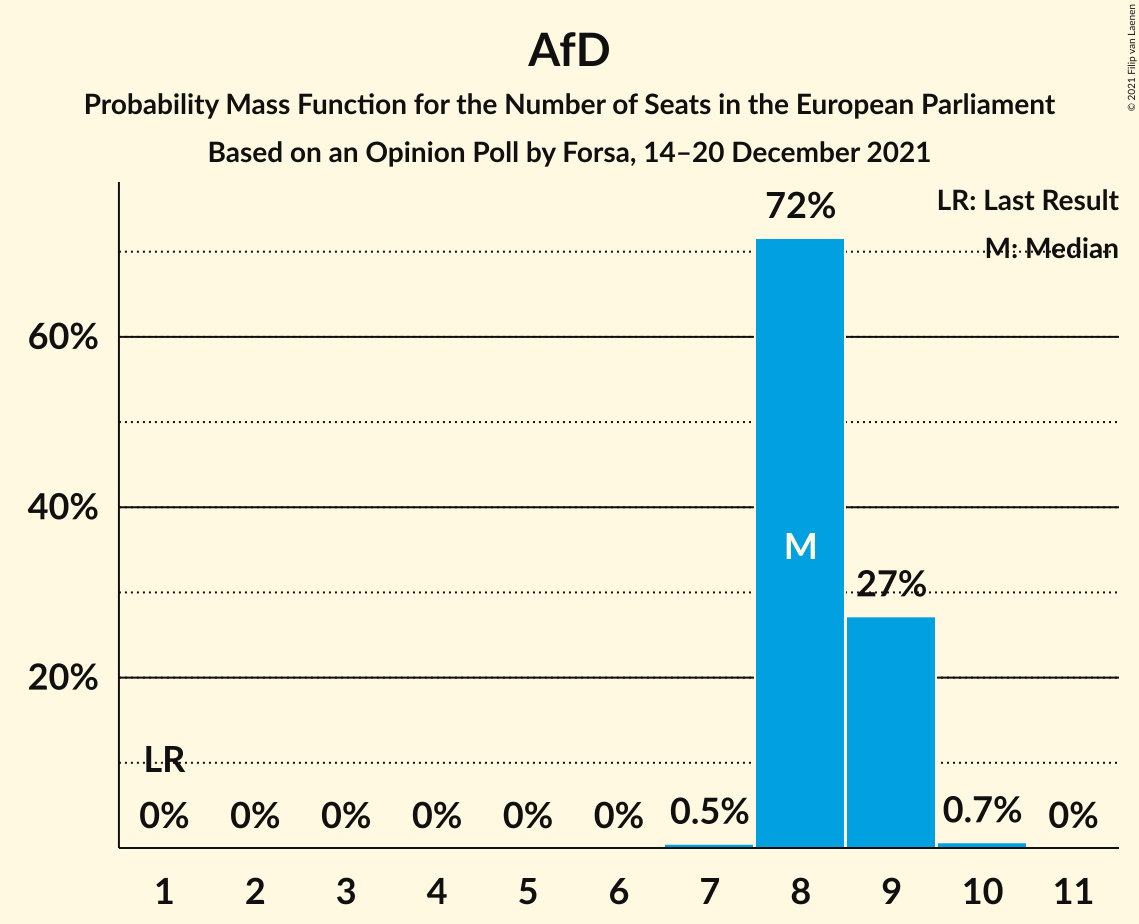 AfD
Probability Mass Function for the Number of Seats in the European Parliament
Based on an Opinion Poll by Forsa, 14–20 December 2021
© 2021 Filip van Laenen
LR: Last Result
M: Median
72%
60%
40%
20%
M
27%
LR
0% 0% 0% 0% 0% 0% 0.5% 0.7% 0%
1 2 3 4 5 6 7 8 9 10 11